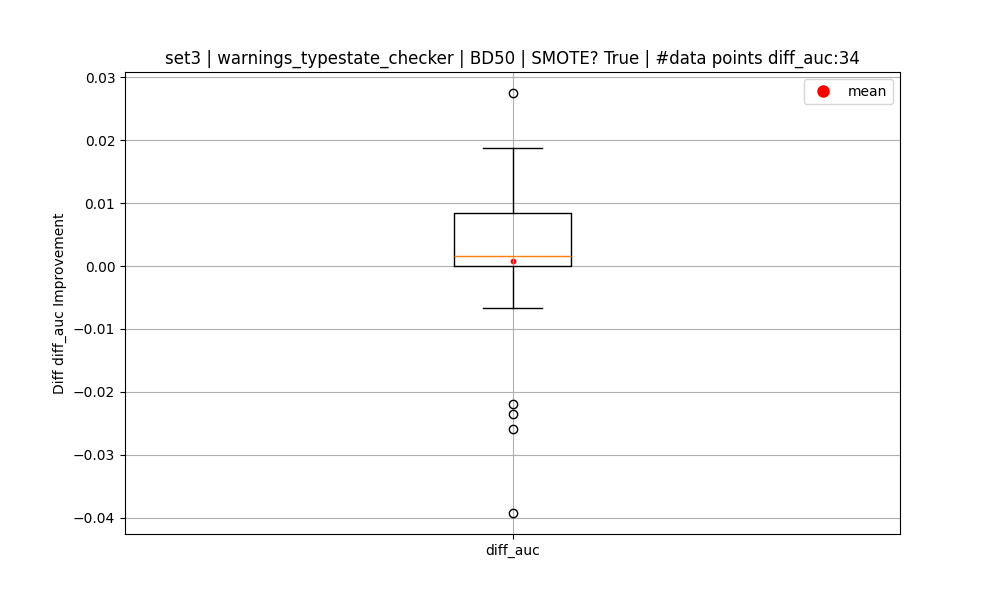 set3 | warnings_typestate_checker | BD50 | SMOTE? True | #data points diff_auc:34
mean
0.03
0.02
0.01
0.00
−0.01
−0.02
−0.03
−0.04
Diff diff_auc Improvement
diff_auc